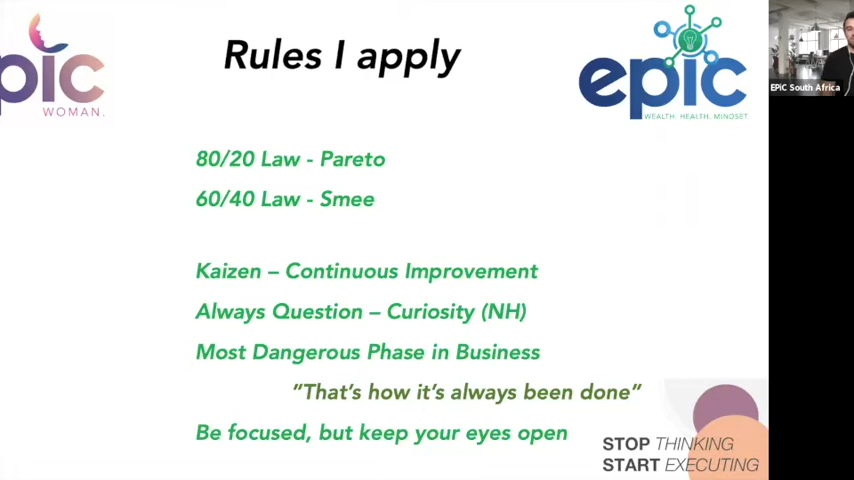 Rules I apply
epic
WOMAN.
epic
WEALTH. HEALTH. MINDSET
EPiC South Africa
80/20 Law - Pareto
60/40 Law - Smee
Kaizen – Continuous Improvement
Always Question – Curiosity (NH)
Most Dangerous Phase in Business
”That’s how it’s always been done”
Be focused, but keep your eyes open
STOP THINKING
START EXECUTING